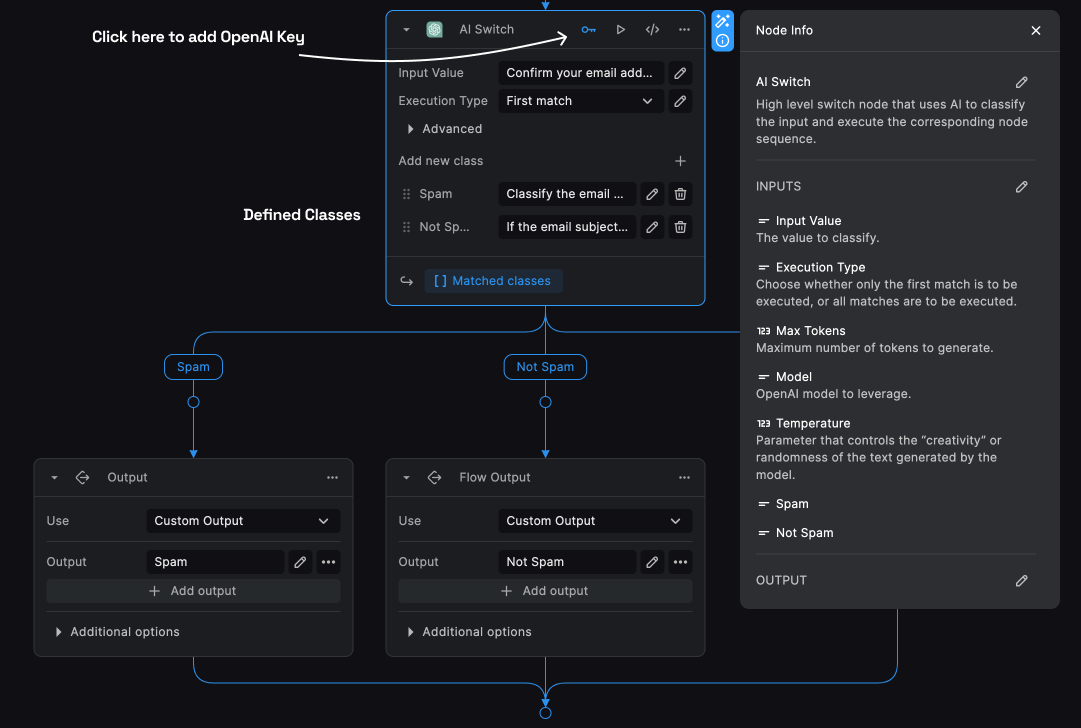 Click here to add OpenAI Key
AI Switch
Input Value
Confirm your email add...
Execution Type
First match
Advanced
Add new class
Defined Classes
Spam
Classify the email ...
Not Sp...
If the email subject...
[ ] Matched classes
Spam
Not Spam
Output
Use
Custom Output
Output
Spam
Add output
Additional options
Flow Output
Use
Custom Output
Output
Not Spam
Add output
Additional options
Node Info
AI Switch
High level switch node that uses AI to classify
the input and execute the corresponding node
sequence.
INPUTS
Input Value
The value to classify.
Execution Type
Choose whether only the first match is to be
executed, or all matches are to be executed.
123 Max Tokens
Maximum number of tokens to generate.
Model
OpenAI model to leverage.
123 Temperature
Parameter that controls the “creativity” or
randomness of the text generated by the
model.
Spam
Not Spam
OUTPUT